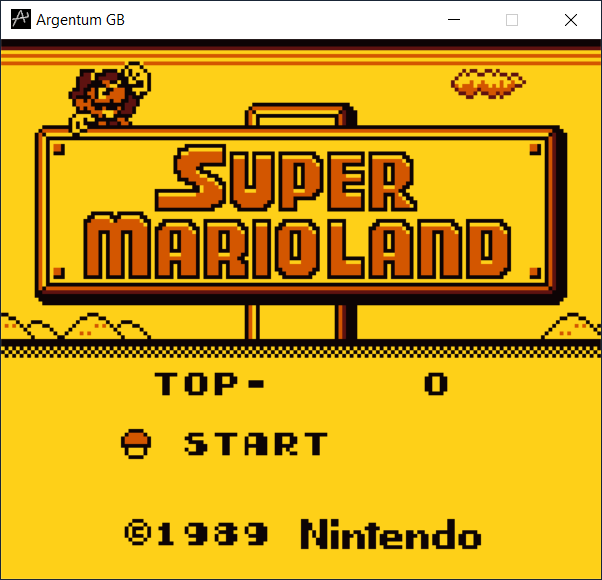 Argentum GB
SUPER
MARIOLAND
TOP- 0
START
©1989 Nintendo